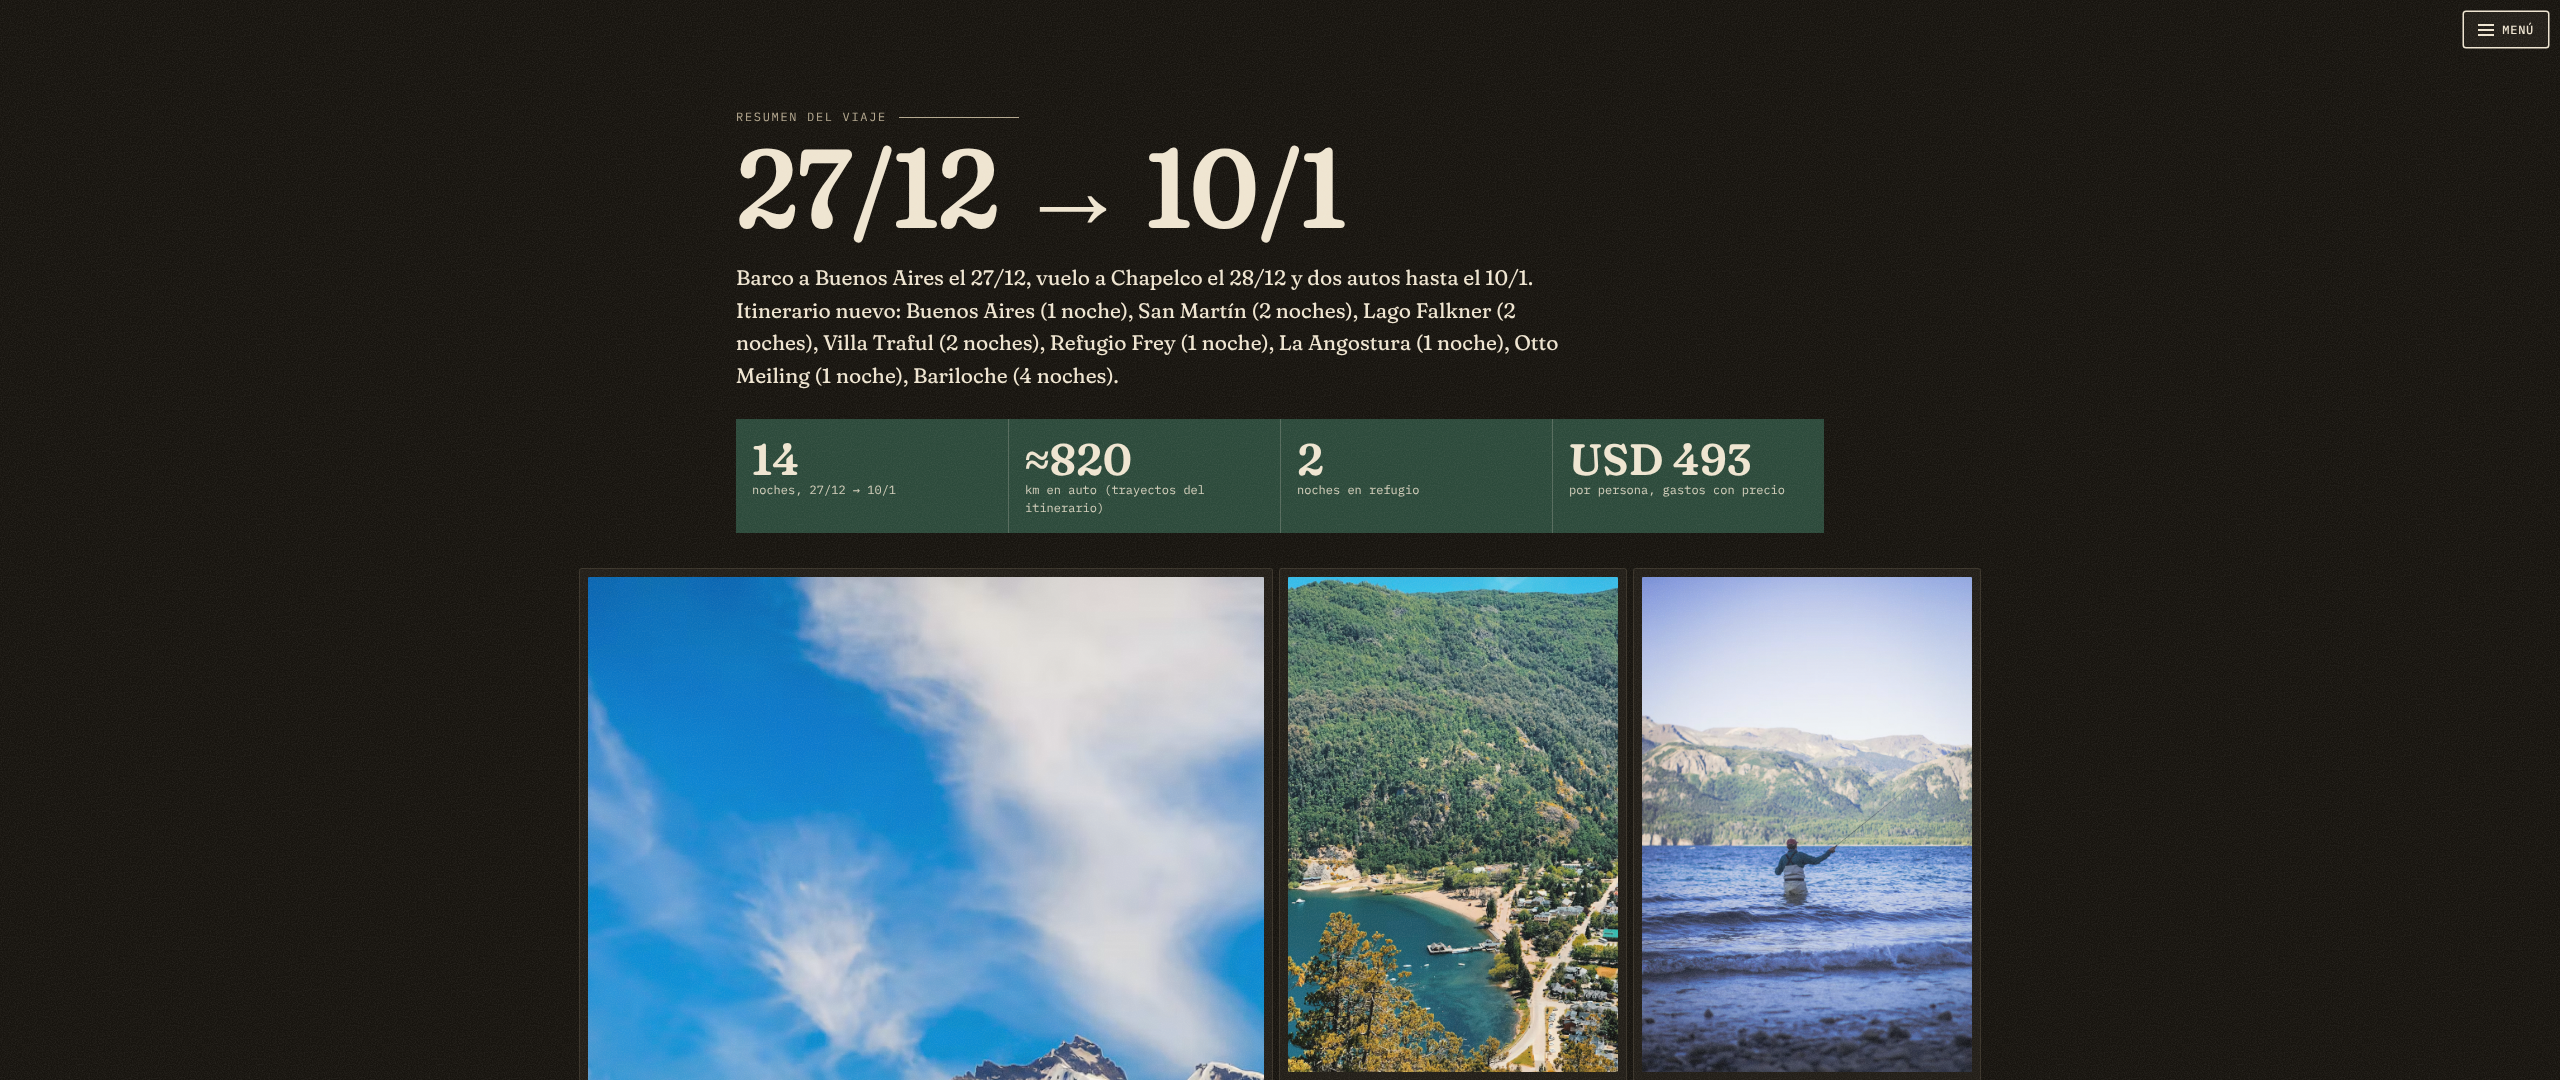 MENÚ
RESUMEN DEL VIAJE
27/12 → 10/1
Barco a Buenos Aires el 27/12, vuelo a Chapelco el 28/12 y dos autos hasta el 10/1.
Itinerario nuevo: Buenos Aires (1 noche), San Martín (2 noches), Lago Falkner (2
noches), Villa Traful (2 noches), Refugio Frey (1 noche), La Angostura (1 noche), Otto
Meiling (1 noche), Bariloche (4 noches).
14
noches, 27/12 → 10/1
≈820
km en auto (trayectos del
itinerario)
2
noches en refugio
USD 493
por persona, gastos con precio